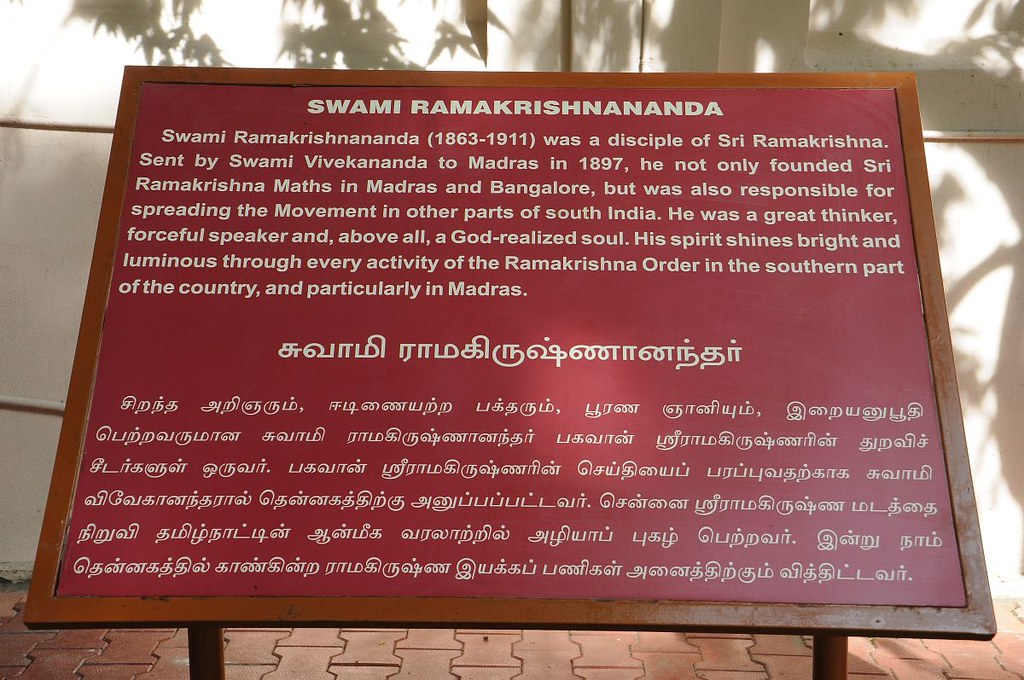 SWAMI RAMAKRISHNANANDA
Swami Ramakrishnananda (1863-1911) was a disciple of Sri Ramakrishna.
Sent by Swami Vivekananda to Madras in 1897, he not only founded Sri
Ramakrishna Maths in Madras and Bangalore, but was also responsible for
spreading the Movement in other parts of south India. He was a great thinker,
forceful speaker and, above all, a God-realized soul. His spirit shines bright and
luminous through every activity of the Ramakrishna Order in the southern part
of the country, and particularly in Madras.
சுவாமி ராமகிருஷ்ணானந்தர்
சிறந்த அறிஞரும், ஈடிணையற்ற பக்தரும், பூரண ஞானியும், இறையனுபூதி
பெற்றவருமான சுவாமி ராமகிருஷ்ணானந்தர் பகவான் ஸ்ரீராமகிருஷ்ணரின் துறவிச்
சீடர்களுள் ஒருவர். பகவான் ஸ்ரீராமகிருஷ்ணரின் செய்தியைப் பரப்புவதற்காக சுவாமி
விவேகானந்தரால் தென்னகத்திற்கு அனுப்பப்பட்டவர். சென்னை ஸ்ரீராமகிருஷ்ண மடத்தை
நிறுவி தமிழ்நாட்டின் ஆன்மீக வரலாற்றில் அழியாப் புகழ் பெற்றவர். இன்று நாம்
தென்னகத்தில் காண்கின்ற ராமகிருஷ்ண இயக்கப் பணிகள் அனைத்திற்கும் வித்திட்டவர்.